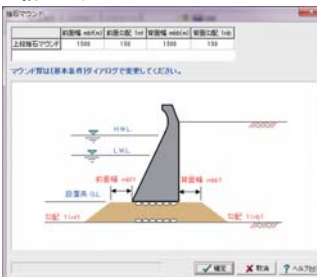 捨石マウンド
前面幅 mbf(m) 前面勾配 1nf 背面幅 mbb(m) 背面勾配 1nb
上段捨石マウンド 1500 150 1500 150
マウンド類は[基本条件]ダイアログで変更してください。
H.W.L.
L.W.L.
前面幅 mbf1 背面幅 mbb1
設置高 GL
勾配 1:nf1 勾配 1:nb1
確定 取消 ヘルプ(H)